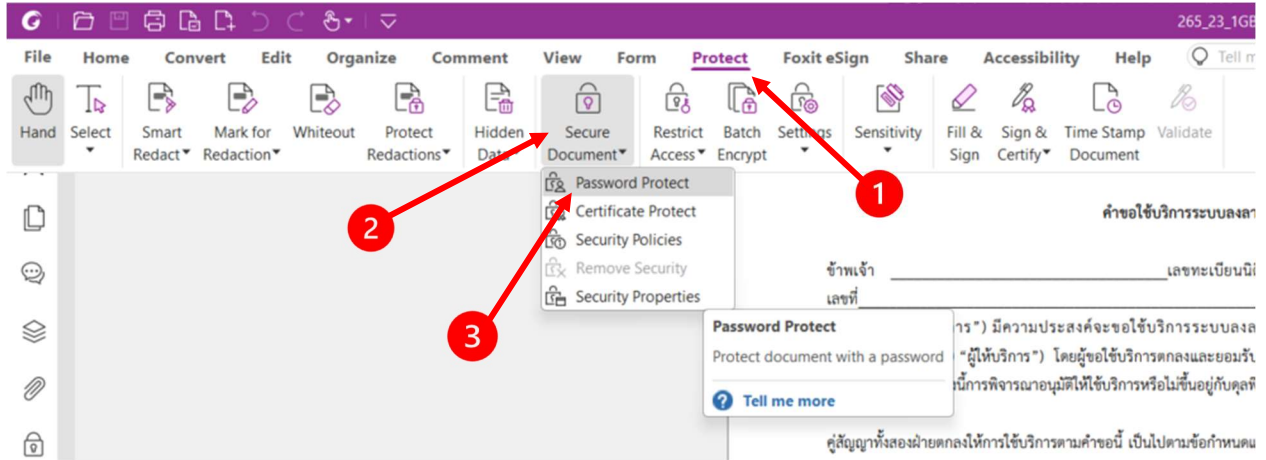 265_23_1GB
File Home Convert Edit Organize Comment View Form Protect Foxit eSign Share Accessibility Help Tell m
Hand Select Smart Redact Mark for Redaction Whiteout Protect Redactions Hidden Data Secure Document Restrict Access Batch Encrypt Settings Sensitivity Fill & Sign Sign & Certify Time Stamp Document Validate
1
2
3
Password Protect
Certificate Protect
Security Policies
Remove Security
Security Properties
Password Protect
Protect document with a password
Tell me more
คำขอใช้บริการระบบลงลา
ข้าพเจ้า เลขทะเบียนนิ
เลขที่
าร") มีความประสงค์จะขอใช้บริการระบบลงล
"ผู้ให้บริการ") โดยผู้ขอใช้บริการตกลงและยอมรับ
นี้การพิจารณาอนุมัติให้ใช้บริการหรือไม่ขึ้นอยู่กับดุลพิ
คู่สัญญาทั้งสองฝ่ายตกลงให้การใช้บริการตามคำขอนี้ เป็นไปตามข้อกำหนดแ